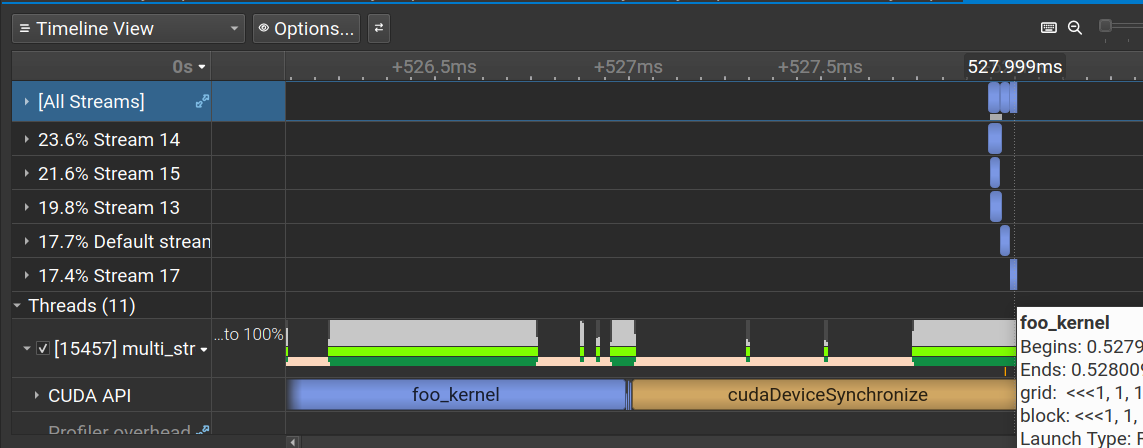 Timeline View Options...
0s +526.5ms +527ms +527.5ms 527.999ms
[All Streams]
23.6% Stream 14
21.6% Stream 15
19.8% Stream 13
17.7% Default strean
17.4% Stream 17
Threads (11)
[15457] multi_str ...to 100%
CUDA API foo_kernel cudaDeviceSynchronize
Profiler overhead
foo_kernel
Begins: 0.5279
Ends: 0.528009
grid: <<<1, 1, 1
block: <<<1, 1,
Launch Type: